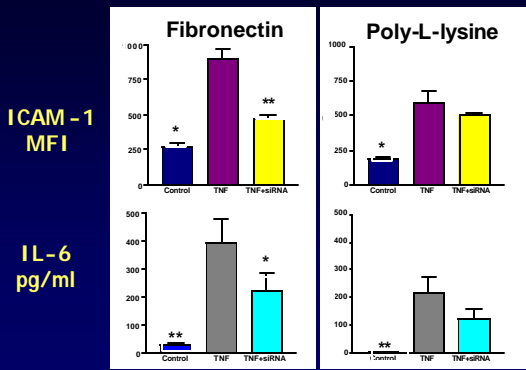 Fibronectin
Poly-L-lysine
ICAM-1
MFI
1000
750
500
250
0
*
**
Control TNF TNF+siRNA
1000
750
500
250
0
*
Control TNF TNF+siRNA
IL-6
pg/ml
500
400
300
200
100
0
**
*
Control TNF TNF+siRNA
500
400
300
200
100
0
**
Control TNF TNF+siRNA